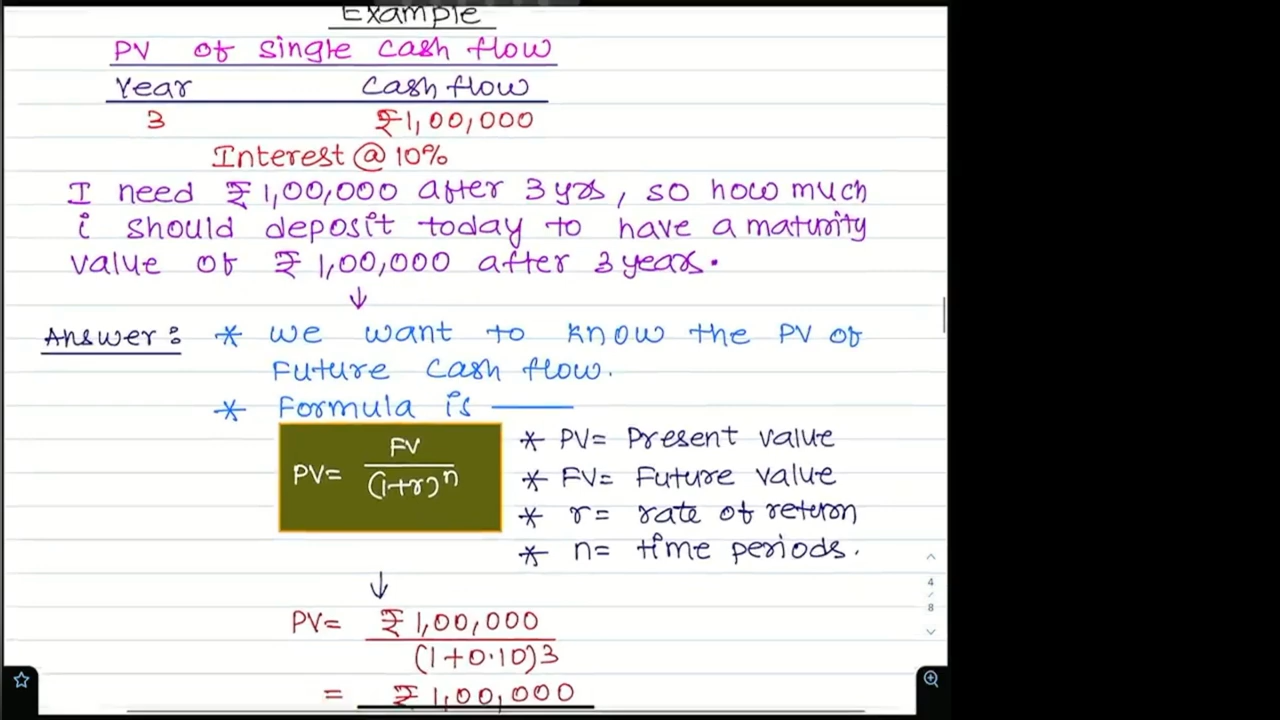 Example
PV of single cash flow
Year Cash flow
3 ₹1,00,000
Interest @ 10%
I need ₹1,00,000 after 3 yrs, so how much
i should deposit today to have a maturity
value of ₹1,00,000 after 3 years.
↓
Answer: * We want to know the PV of
Future cash flow.
* Formula is ——
PV= FV
(1+r)^n
* PV= Present value
* FV= Future value
* r= rate of return
* n= time periods.
↓
PV= ₹1,00,000
(1+0.10)3
= ₹1,00,000
4
/
8